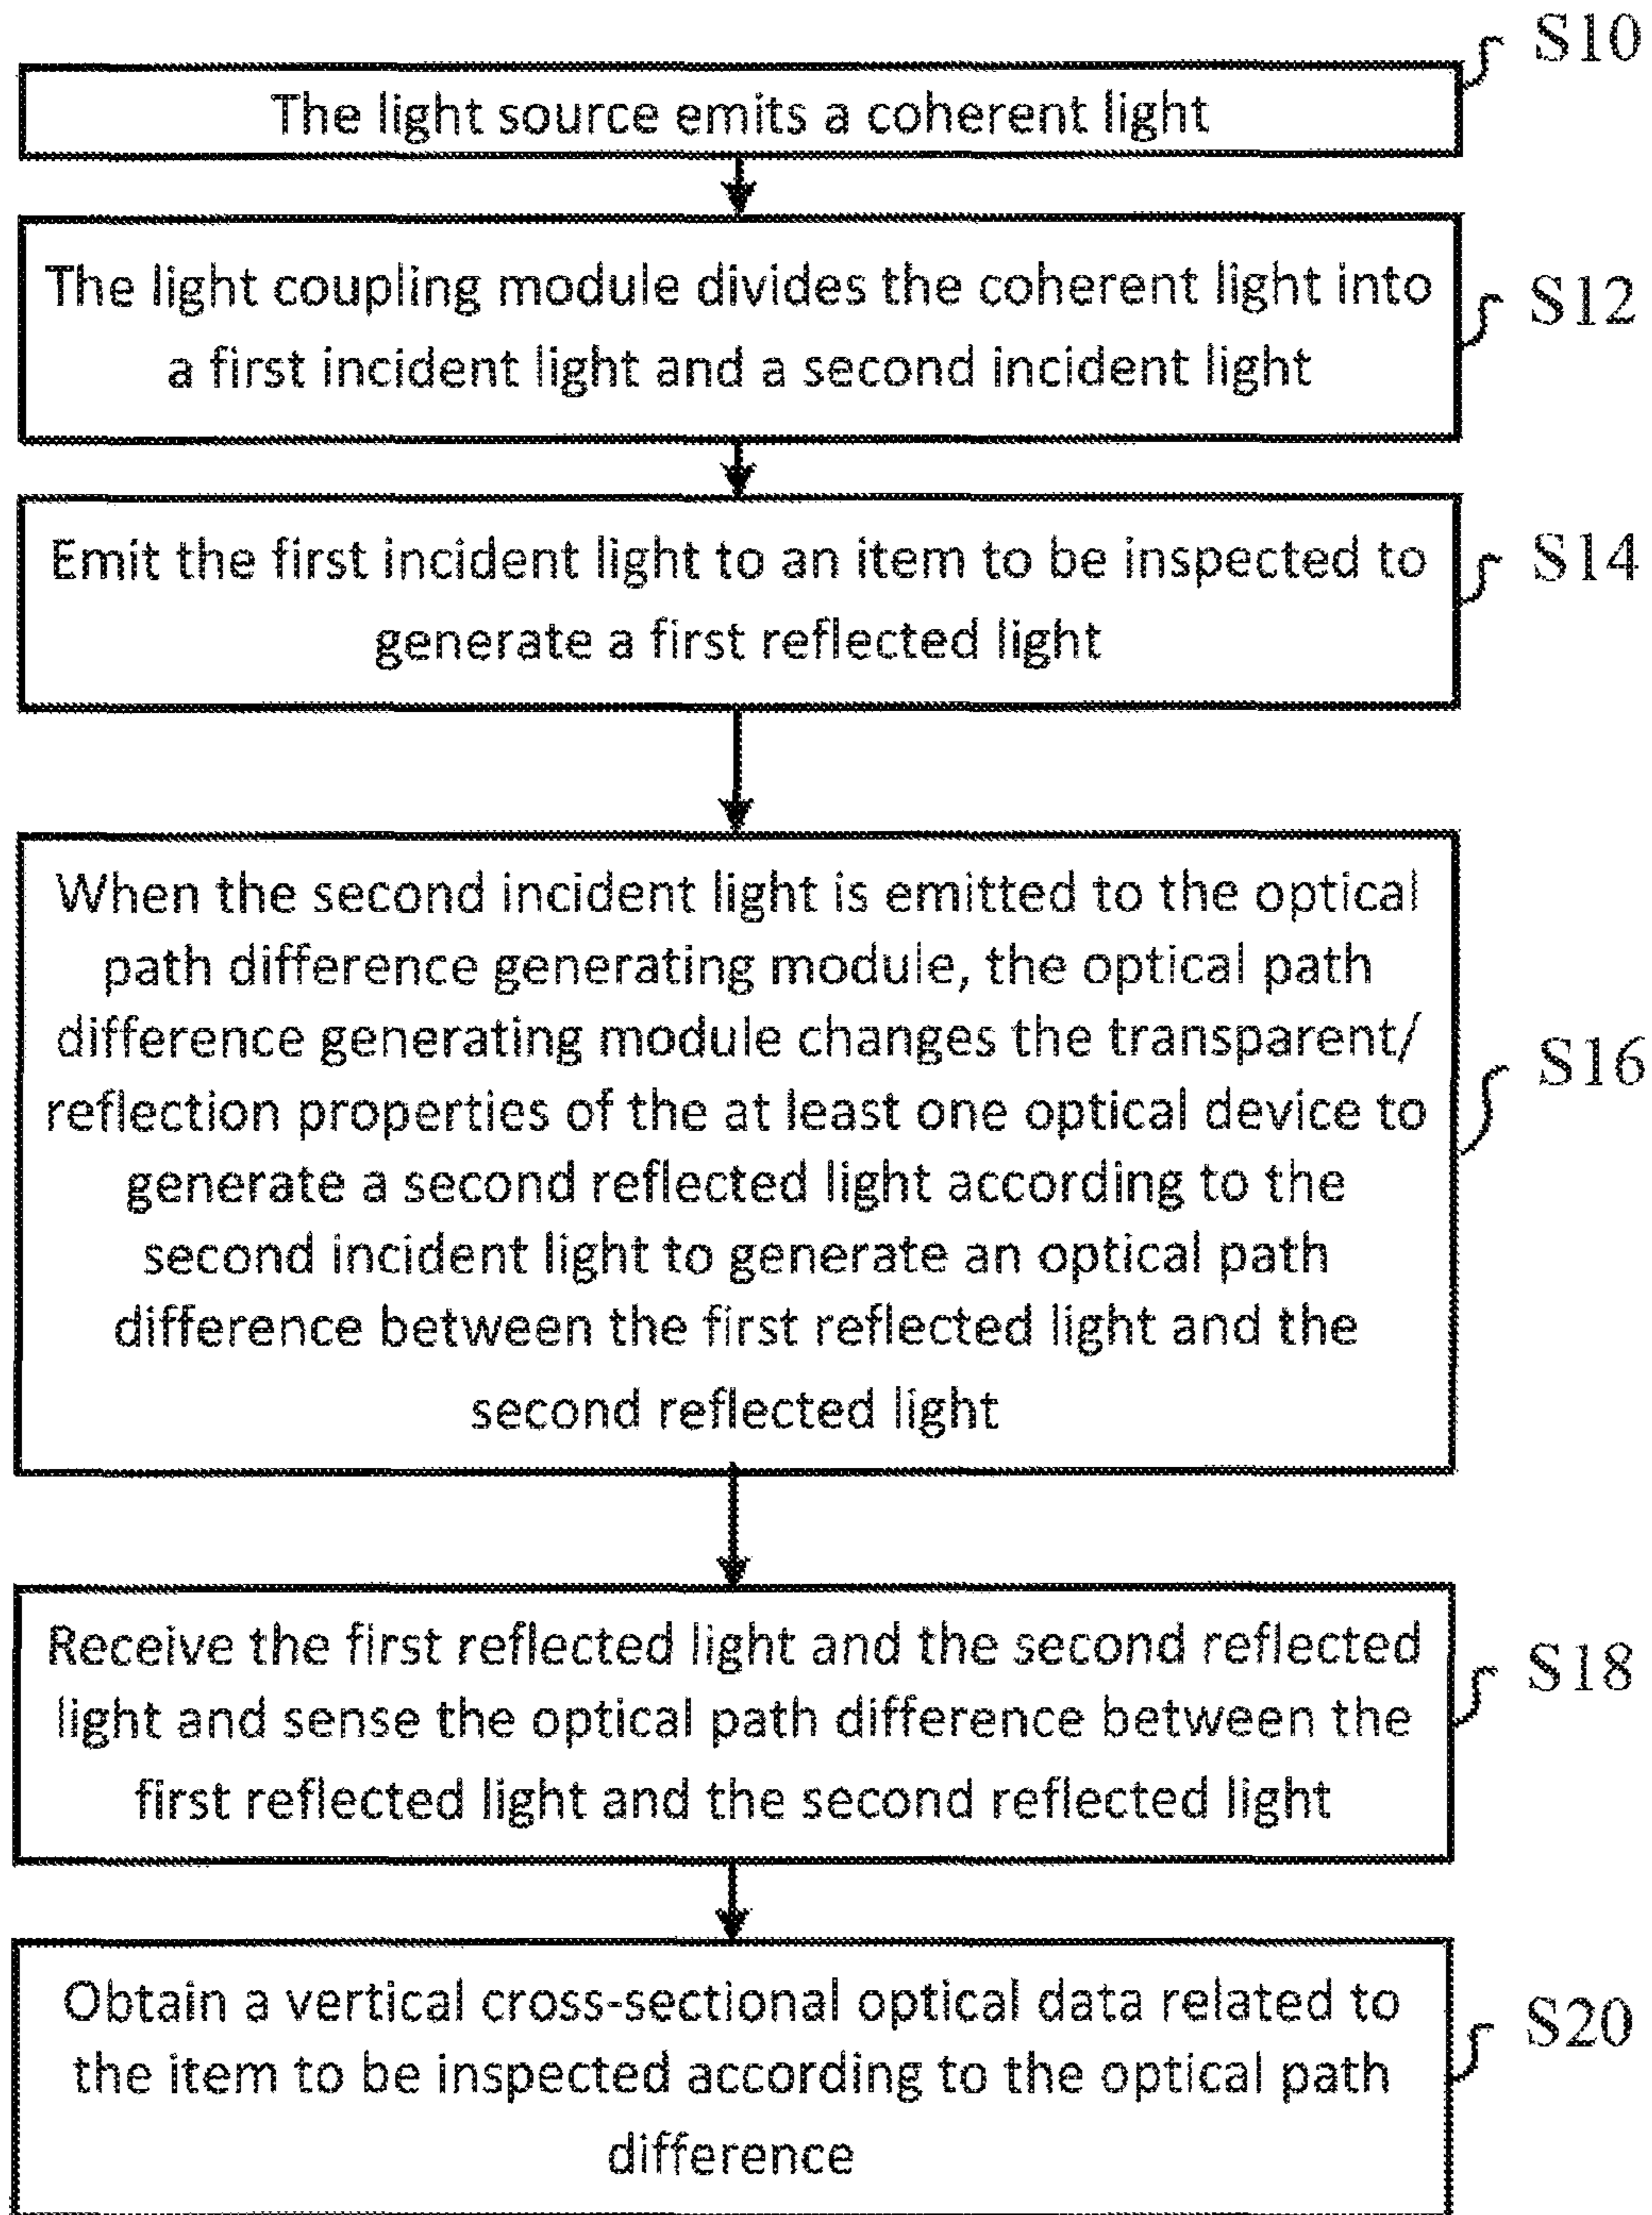 S10
The light source emits a coherent light
The light coupling module divides the coherent light into
S12
a first incident light and a second incident light
Emit the first incident light to an item to be inspected to
S14
generate a first reflected light
When the second incident light is emitted to the optical
path difference generating module, the optical path
difference generating module changes the transparent/
S16
reflection properties of the at least one optical device to
generate a second reflected light according to the
second incident light to generate an optical path
difference between the first reflected light and the
second reflected light
Receive the first reflected light and the second reflected
S18
light and sense the optical path difference between the
first reflected light and the second reflected light
Obtain a vertical cross-sectional optical data related to
S20
the item to be inspected according to the optical path
difference